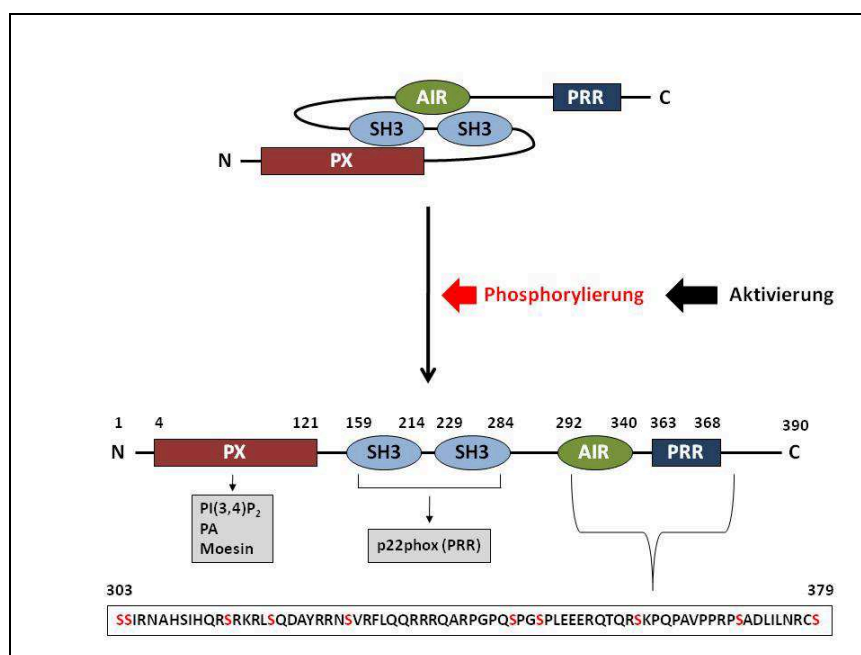 AIR PRR C
SH3 SH3
N PX
Phosphorylierung Aktivierung
1 4 121 159 214 229 284 292 340 363 368 390
N PX SH3 SH3 AIR PRR C
PI(3,4)P₂
PA
Moesin
p22phox (PRR)
303 379
SSIRNAHSIHQRSRKRLSQDAYRRNSVRFLQQRRRQARPGPQSPGSPLEEERQTQRSKPQPAVPPRPSADLILNRCS